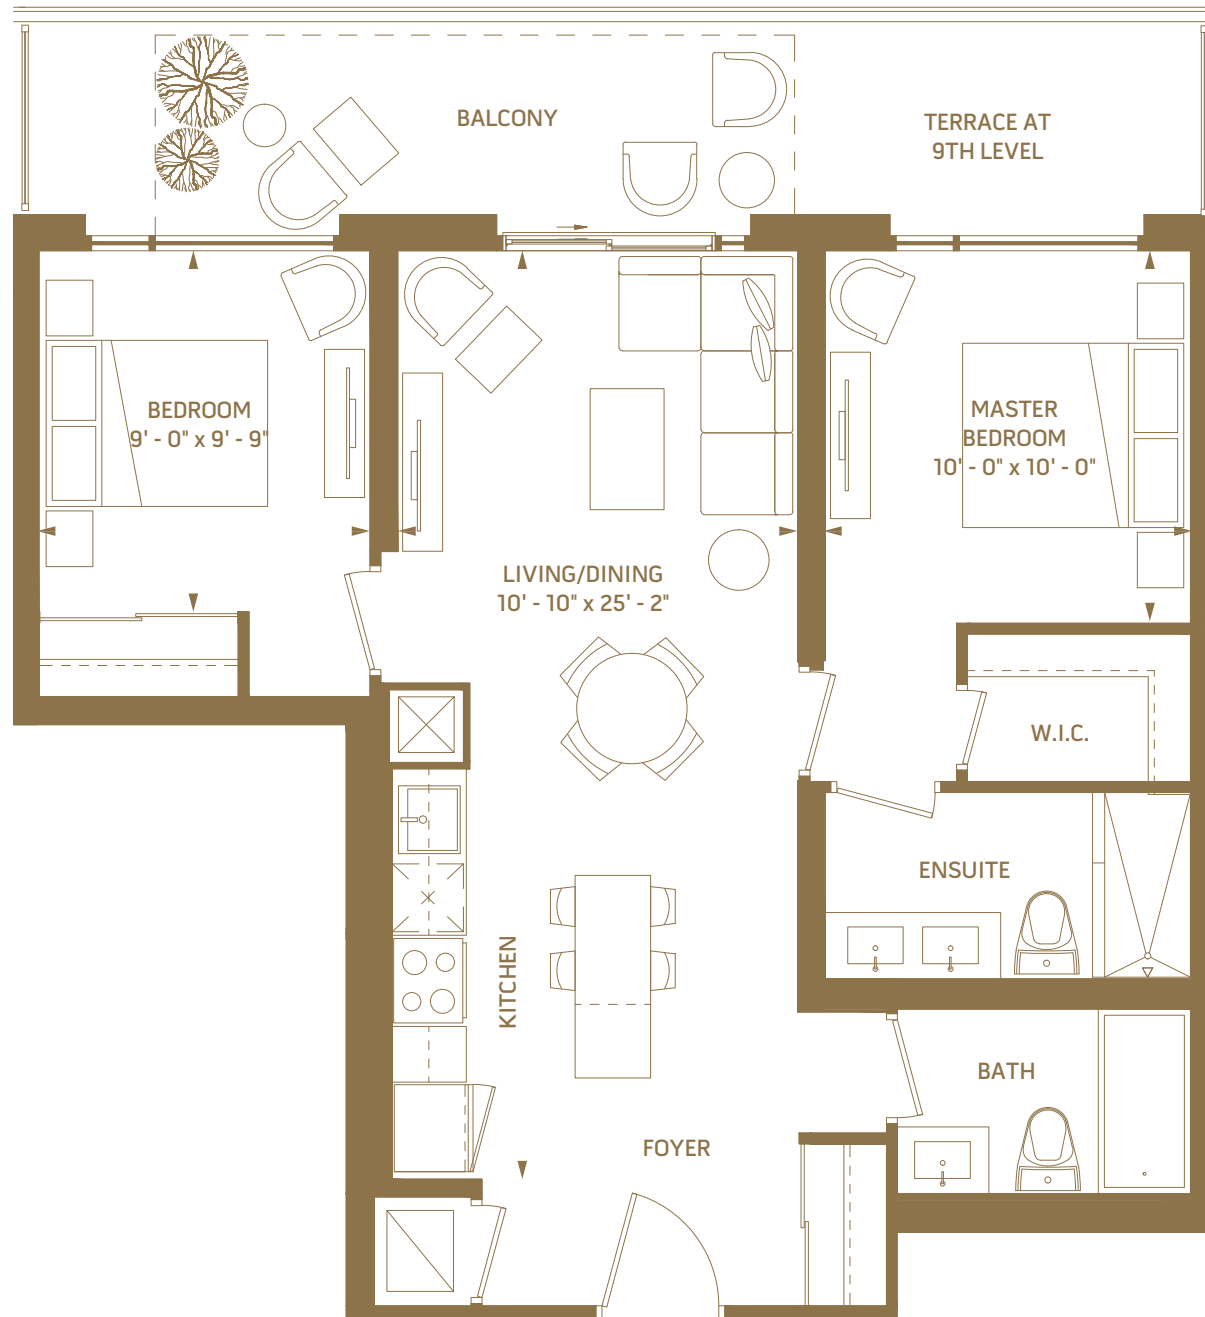 BALCONY
TERRACE AT
9TH LEVEL
BEDROOM
9' - 0" x 9' - 9"
MASTER
BEDROOM
10' - 0" x 10' - 0"
LIVING/DINING
10' - 10" x 25' - 2"
W.I.C.
ENSUITE
KITCHEN
BATH
FOYER